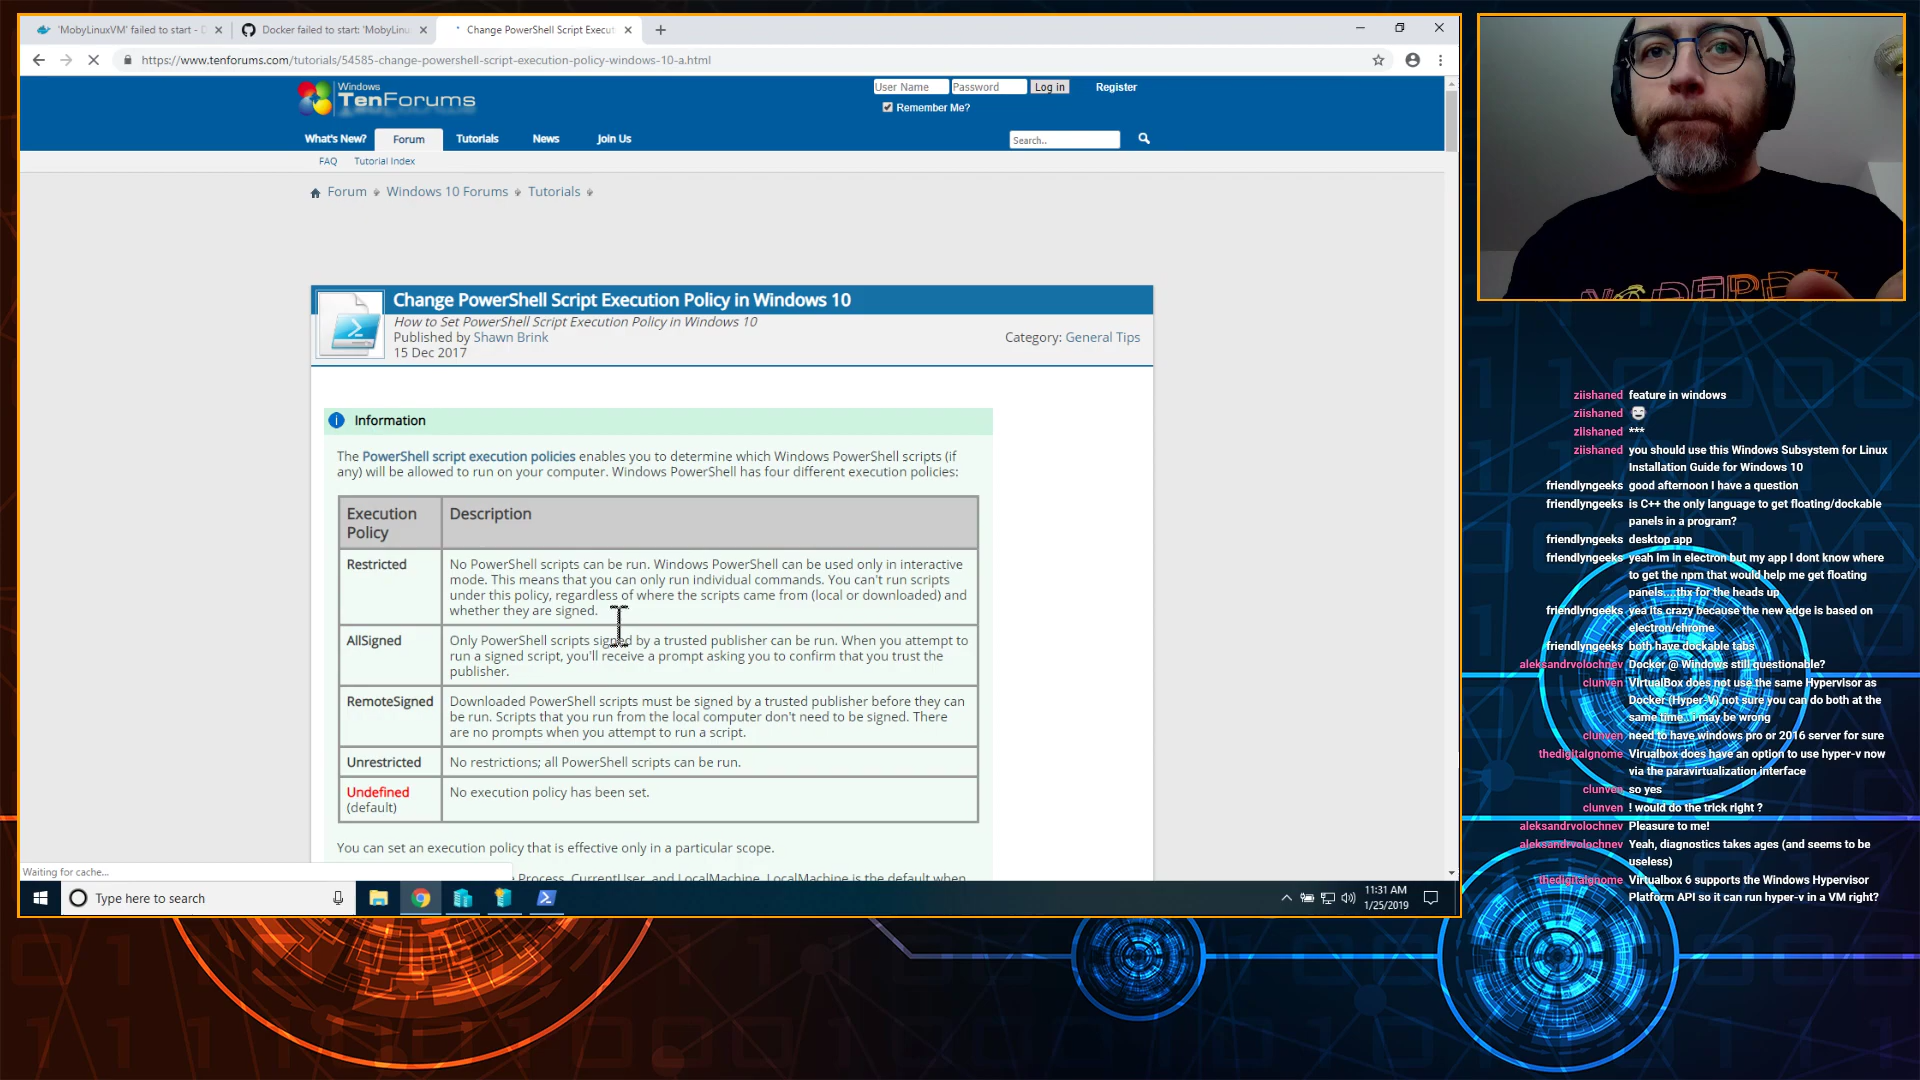 'MobyLinuxVM' failed to start - D
Docker failed to start: 'MobyLinu
Change PowerShell Script Execut
https://www.tenforums.com/tutorials/54585-change-powershell-script-execution-policy-windows-10-a.html
Windows
TenForums
User Name
Password
Log in
Register
Remember Me?
What's New?
Forum
Tutorials
News
Join Us
Search..
FAQ
Tutorial Index
Forum
Windows 10 Forums
Tutorials
Change PowerShell Script Execution Policy in Windows 10
How to Set PowerShell Script Execution Policy in Windows 10
Published by Shawn Brink
Category: General Tips
15 Dec 2017
Information
The PowerShell script execution policies enables you to determine which Windows PowerShell scripts (if
any) will be allowed to run on your computer. Windows PowerShell has four different execution policies:
Execution
Policy
Description
Restricted
No PowerShell scripts can be run. Windows PowerShell can be used only in interactive
mode. This means that you can only run individual commands. You can't run scripts
under this policy, regardless of where the scripts came from (local or downloaded) and
whether they are signed.
AllSigned
Only PowerShell scripts signed by a trusted publisher can be run. When you attempt to
run a signed script, you'll receive a prompt asking you to confirm that you trust the
publisher.
RemoteSigned
Downloaded PowerShell scripts must be signed by a trusted publisher before they can
be run. Scripts that you run from the local computer don't need to be signed. There
are no prompts when you attempt to run a script.
Unrestricted
No restrictions; all PowerShell scripts can be run.
Undefined
(default)
No execution policy has been set.
You can set an execution policy that is effective only in a particular scope.
Process, CurrentUser, and LocalMachine. LocalMachine is the default when
Waiting for cache...
Type here to search
11:31 AM
1/25/2019
ziishaned feature in windows
ziishaned
ziishaned ***
ziishaned you should use this Windows Subsystem for Linux
Installation Guide for Windows 10
friendlyngeeks good afternoon I have a question
friendlyngeeks is C++ the only language to get floating/dockable
panels in a program?
friendlyngeeks desktop app
friendlyngeeks yeah Im in electron but my app I dont know where
to get the npm that would help me get floating
panels....thx for the heads up
friendlyngeeks yea its crazy because the new edge is based on
electron/chrome
friendlyngeeks both have dockable tabs
aleksandrvolochnev Docker @ Windows still questionable?
clunven VirtualBox does not use the same Hypervisor as
Docker (Hyper-V) not sure you can do both at the
same time.. i may be wrong
clunven need to have windows pro or 2016 server for sure
thedigitalgnome Virualbox does have an option to use hyper-v now
via the paravirtualization interface
clunven so yes
clunven ! would do the trick right ?
aleksandrvolochnev Pleasure to me!
aleksandrvolochnev Yeah, diagnostics takes ages (and seems to be
useless)
thedigitalgnome Virtualbox 6 supports the Windows Hypervisor
Platform API so it can run hyper-v in a VM right?